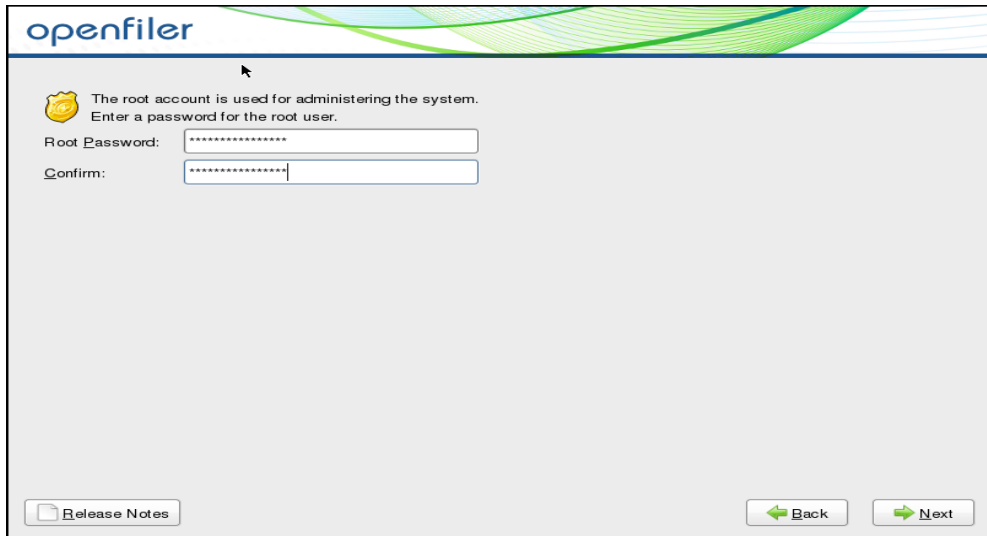 openfiler
The root account is used for administering the system.
Enter a password for the root user.
Root Password: ****************
Confirm: ****************
Release Notes
Back
Next